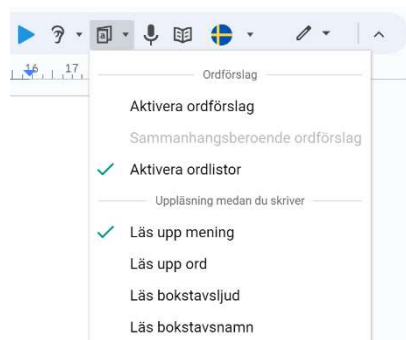 16 17
Ordförslag
Aktivera ordförslag
Sammanhangsberoende ordförslag
Aktivera ordlistor
Uppläsning medan du skriver
Läs upp mening
Läs upp ord
Läs bokstavsljud
Läs bokstavsnamn